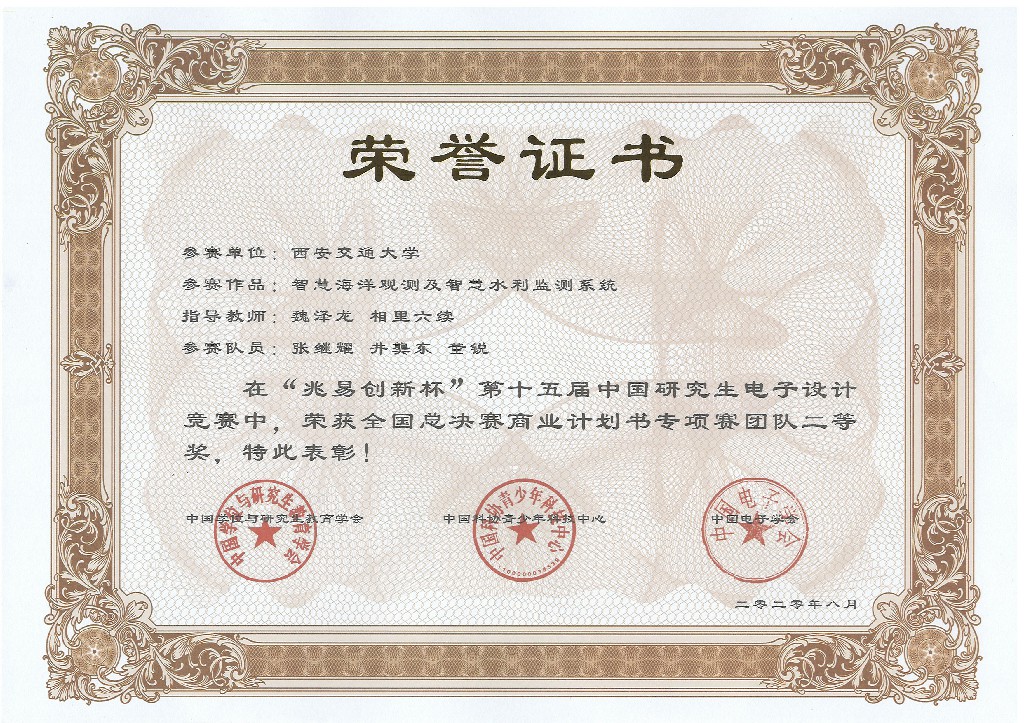 荣誉证书
参赛单位：西安交通大学
参赛作品：智慧海洋观测及智慧水利监测系统
指导教师：魏泽龙 相里六续
参赛队员：张继耀 井龑东 董锐
在“兆易创新杯”第十五届中国研究生电子设计
竞赛中，荣获全国总决赛商业计划书专项赛团队二等
奖，特此表彰！
中国学位与研究生教育学会 中国科协青少年科技中心 中国电子学会
中国学位与研究生教育学会
中国科协青少年科技中心
中国电子学会
二零二零年八月